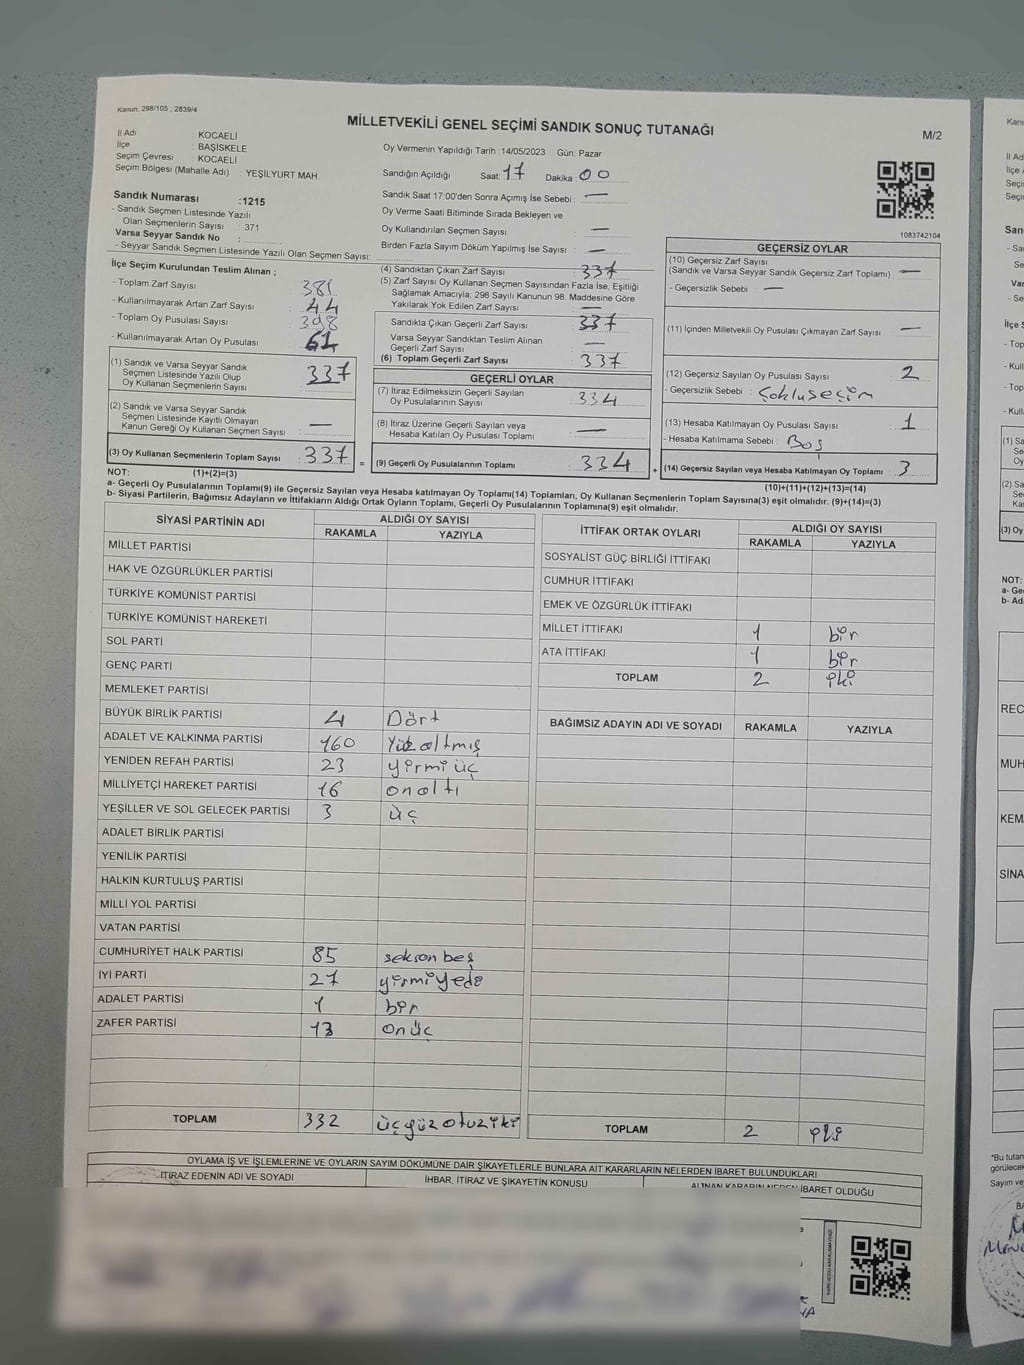 Kanun: 298/105 , 2839/4
MİLLETVEKİLİ GENEL SEÇİMİ SANDIK SONUÇ TUTANAĞI
M/2
İl Adı : KOCAELİ
İlçe : BAŞİSKELE
Seçim Çevresi : KOCAELİ
Seçim Bölgesi (Mahalle Adı) : YEŞİLYURT MAH.
Oy Vermenin Yapıldığı Tarih :14/05/2023 Gün: Pazar
Sandığın Açıldığı Saat: 17 Dakika 00
Sandık Saat 17:00'den Sonra Açımış İse Sebebi : —
Oy Verme Saati Bitiminde Sırada Bekleyen ve
Oy Kullandırılan Seçmen Sayısı : —
Birden Fazla Sayım Döküm Yapılmış İse Sayısı : —
Sandık Numarası :1215
- Sandık Seçmen Listesinde Yazılı
Olan Seçmenlerin Sayısı : 371
Varsa Seyyar Sandık No :
- Seyyar Sandık Seçmen Listesinde Yazılı Olan Seçmen Sayısı:
1083742104
İlçe Seçim Kurulundan Teslim Alınan ;
- Toplam Zarf Sayısı : 381
- Kullanılmayarak Artan Zarf Sayısı : 44
- Toplam Oy Pusulası Sayısı : 398
- Kullanılmayarak Artan Oy Pusulası : 61
(1) Sandık ve Varsa Seyyar Sandık
Seçmen Listesinde Yazılı Olup
Oy Kullanan Seçmenlerin Sayısı : 337
(2) Sandık ve Varsa Seyyar Sandık
Seçmen Listesinde Kayıtlı Olmayan
Kanun Gereği Oy Kullanan Seçmen Sayısı : —
(3) Oy Kullanan Seçmenlerin Toplam Sayısı : 337
(4) Sandıktan Çıkan Zarf Sayısı : 337
(5) Zarf Sayısı Oy Kullanan Seçmen Sayısından Fazla İse, Eşitliği
Sağlamak Amacıyla; 298 Sayılı Kanunun 98. Maddesine Göre
Yakılarak Yok Edilen Zarf Sayısı : —
Sandıkta Çıkan Geçerli Zarf Sayısı : 337
Varsa Seyyar Sandıktan Teslim Alınan
Geçerli Zarf Sayısı : —
(6) Toplam Geçerli Zarf Sayısı : 337
GEÇERLİ OYLAR
(7) İtiraz Edilmeksizin Geçerli Sayılan
Oy Pusulalarının Sayısı : 334
(8) İtiraz Üzerine Geçerli Sayılan veya
Hesaba Katılan Oy Pusulası Toplamı : —
= (9) Geçerli Oy Pusulalarının Toplamı : 334 +
GEÇERSİZ OYLAR
(10) Geçersiz Zarf Sayısı
(Sandık ve Varsa Seyyar Sandık Geçersiz Zarf Toplamı) : —
- Geçersizlik Sebebi : —
(11) İçinden Milletvekili Oy Pusulası Çıkmayan Zarf Sayısı : —
(12) Geçersiz Sayılan Oy Pusulası Sayısı : 2
- Geçersizlik Sebebi : Çokluseçim
(13) Hesaba Katılmayan Oy Pusulası Sayısı : 1
- Hesaba Katılmama Sebebi : Boş
(14) Geçersiz Sayılan veya Hesaba Katılmayan Oy Toplamı : 3
NOT: (1)+(2)=(3)
(10)+(11)+(12)+(13)=(14)
a- Geçerli Oy Pusulalarının Toplamı(9) ile Geçersiz Sayılan veya Hesaba katılmayan Oy Toplamı(14) Toplamları, Oy Kullanan Seçmenlerin Toplam Sayısına(3) eşit olmalıdır. (9)+(14)=(3)
b- Siyasi Partilerin, Bağımsız Adayların ve İttifakların Aldığı Ortak Oyların Toplamı, Geçerli Oy Pusulalarının Toplamına(9) eşit olmalıdır.
SİYASİ PARTİNİN ADI ALDIĞI OY SAYISI
RAKAMLA YAZIYLA
MİLLET PARTİSİ
HAK VE ÖZGÜRLÜKLER PARTİSİ
TÜRKİYE KOMÜNİST PARTİSİ
TÜRKİYE KOMÜNİST HAREKETİ
SOL PARTİ
GENÇ PARTİ
MEMLEKET PARTİSİ
BÜYÜK BİRLİK PARTİSİ 4 Dört
ADALET VE KALKINMA PARTİSİ 160 Yüzaltmış
YENİDEN REFAH PARTİSİ 23 yirmiüç
MİLLİYETÇİ HAREKET PARTİSİ 16 onaltı
YEŞİLLER VE SOL GELECEK PARTİSİ 3 üç
ADALET BİRLİK PARTİSİ
YENİLİK PARTİSİ
HALKIN KURTULUŞ PARTİSİ
MİLLİ YOL PARTİSİ
VATAN PARTİSİ
CUMHURİYET HALK PARTİSİ 85 seksenbeş
İYİ PARTİ 27 yirmiyedi
ADALET PARTİSİ 1 bir
ZAFER PARTİSİ 13 onüç
TOPLAM 332 üçyüzotuziki
İTTİFAK ORTAK OYLARI ALDIĞI OY SAYISI
RAKAMLA YAZIYLA
SOSYALİST GÜÇ BİRLİĞİ İTTİFAKI
CUMHUR İTTİFAKI
EMEK VE ÖZGÜRLÜK İTTİFAKI
MİLLET İTTİFAKI 1 bir
ATA İTTİFAKI 1 bir
TOPLAM 2 iki
BAĞIMSIZ ADAYIN ADI VE SOYADI RAKAMLA YAZIYLA
TOPLAM 2 iki
OYLAMA İŞ VE İŞLEMLERİNE VE OYLARIN SAYIM DÖKÜMÜNE DAİR ŞİKAYETLERLE BUNLARA AİT KARARLARIN NELERDEN İBARET BULUNDUKLARI
İTİRAZ EDENİN ADI VE SOYADI İHBAR, İTİRAZ VE ŞİKAYETİN KONUSU ALINAN KARARIN NEDEN İBARET OLDUĞU